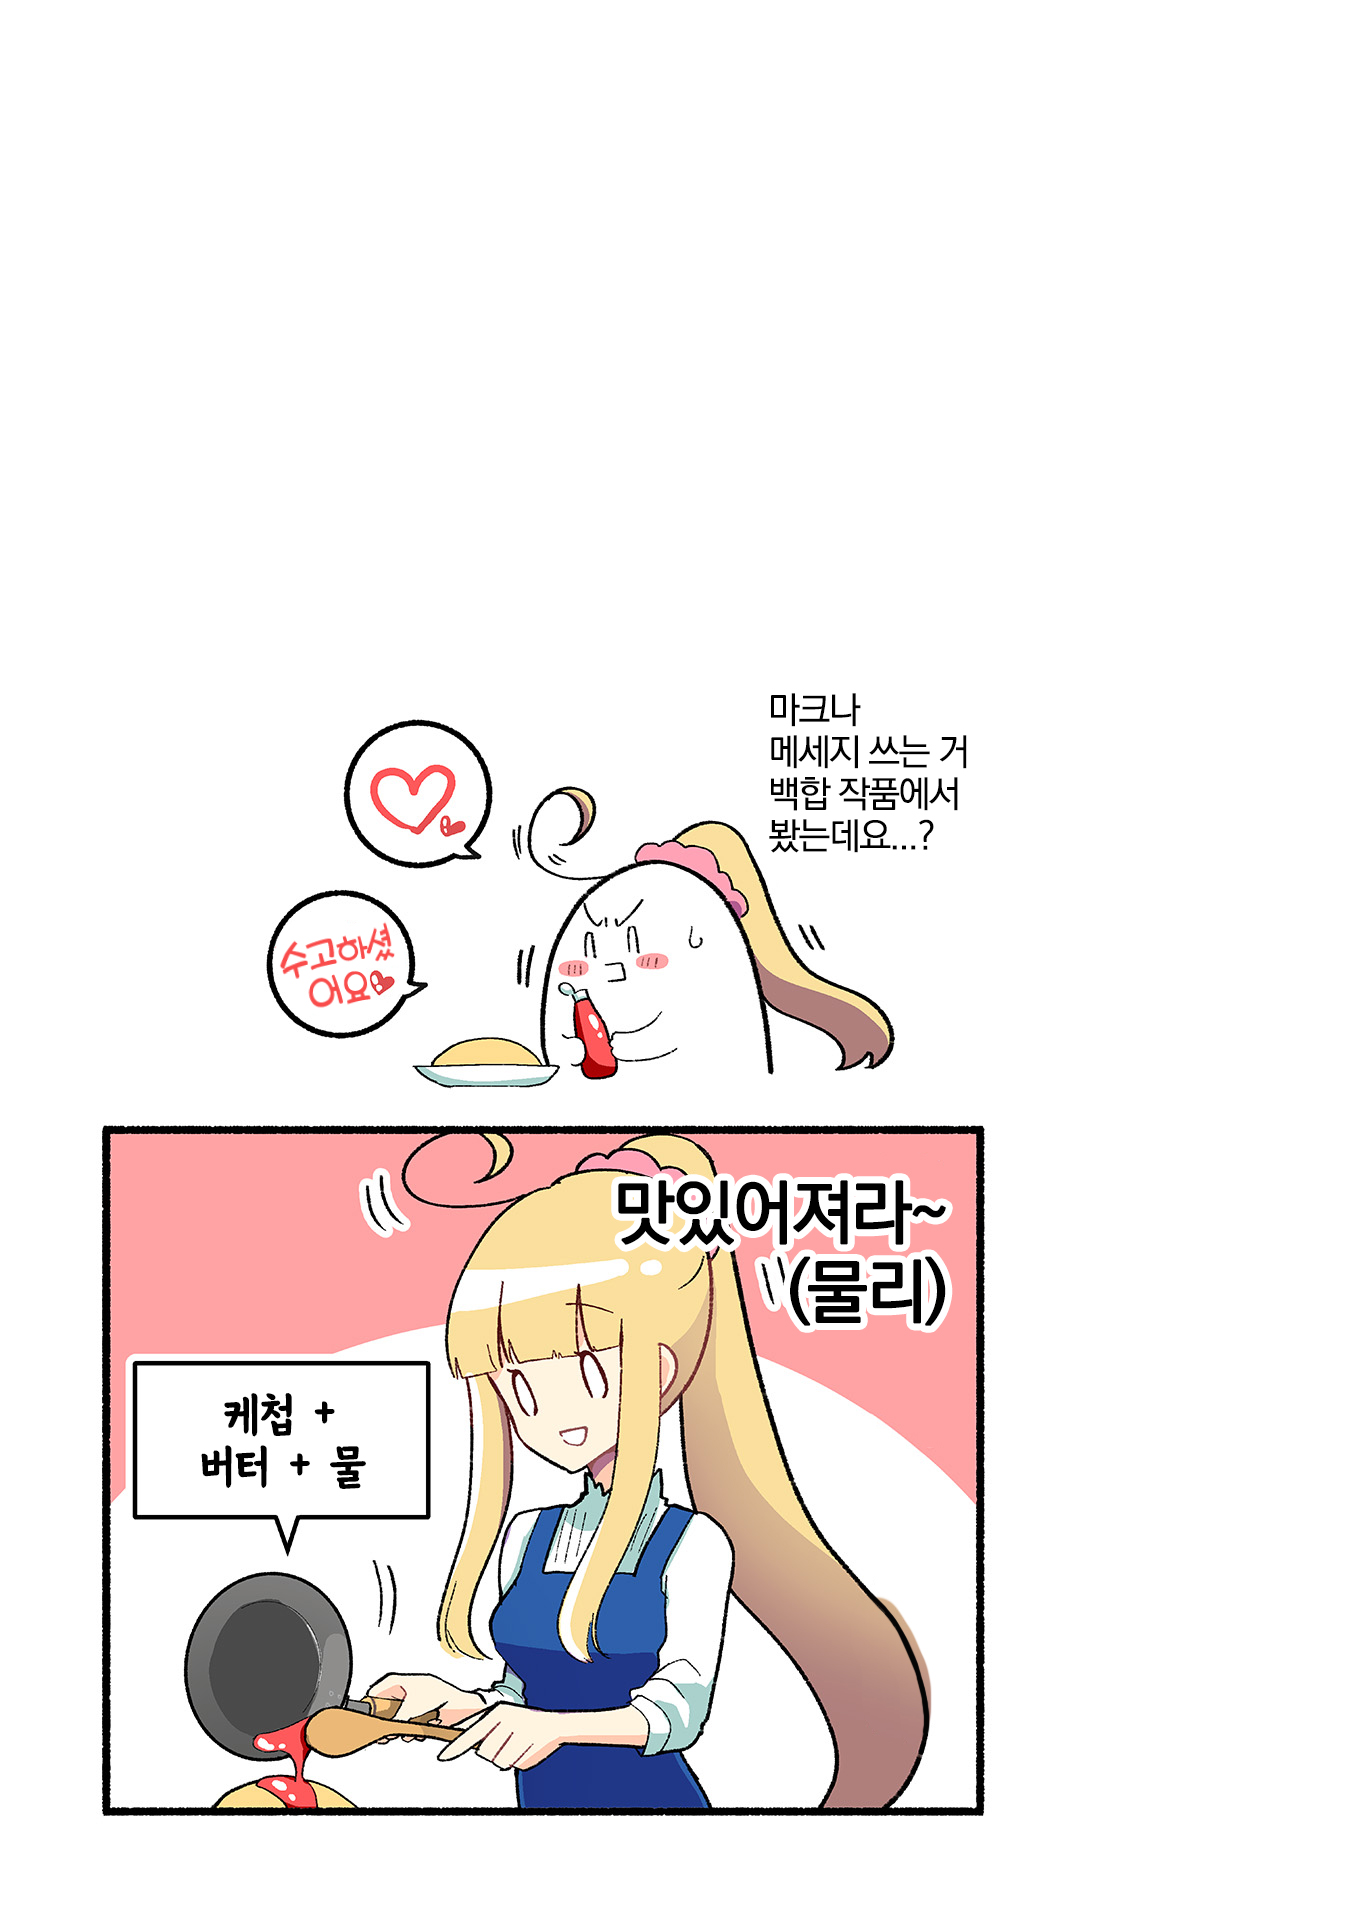 마크나
메세지 쓰는 거
백합 작품에서
봤는데요...?
수고하셨
어요
맛있어져라~
(물리)
케첩 +
버터 + 물